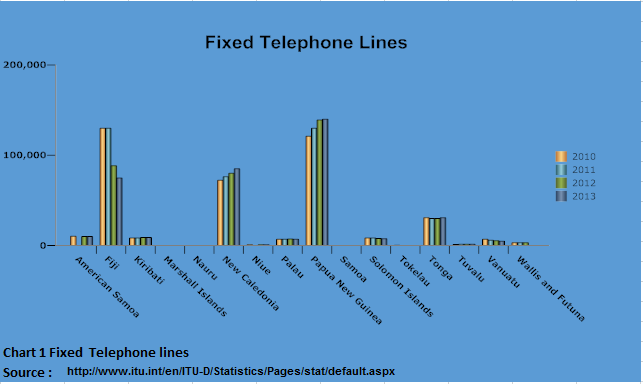 Fixed Telephone Lines
200,000
100,000
0
2010
2011
2012
2013
American Samoa
Fiji
Kiribati
Marshall Islands
Nauru
New Caledonia
Niue
Palau
Papua New Guinea
Samoa
Solomon Islands
Tokelau
Tonga
Tuvalu
Vanuatu
Wallis and Futuna
Chart 1 Fixed Telephone lines
Source : http://www.itu.int/en/ITU-D/Statistics/Pages/stat/default.aspx